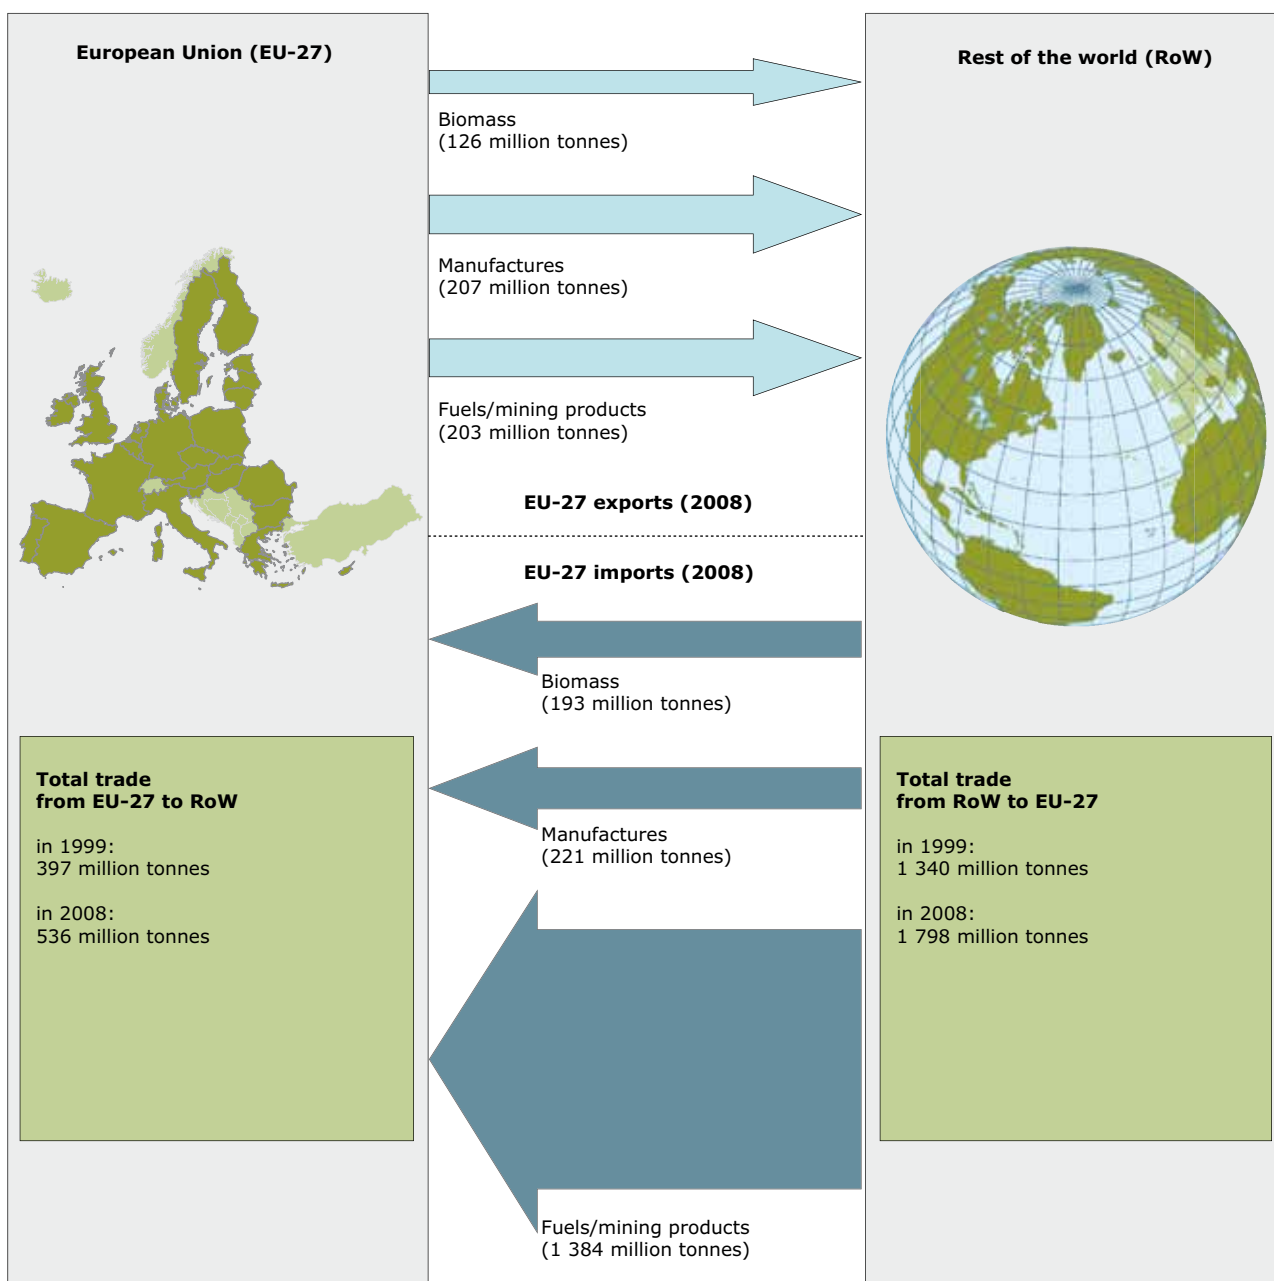 European Union (EU-27)
Rest of the world (RoW)
Biomass
(126 million tonnes)
Manufactures
(207 million tonnes)
Fuels/mining products
(203 million tonnes)
EU-27 exports (2008)
EU-27 imports (2008)
Biomass
(193 million tonnes)
Manufactures
(221 million tonnes)
Fuels/mining products
(1 384 million tonnes)
Total trade
from EU-27 to RoW
in 1999:
397 million tonnes
in 2008:
536 million tonnes
Total trade
from RoW to EU-27
in 1999:
1 340 million tonnes
in 2008:
1 798 million tonnes